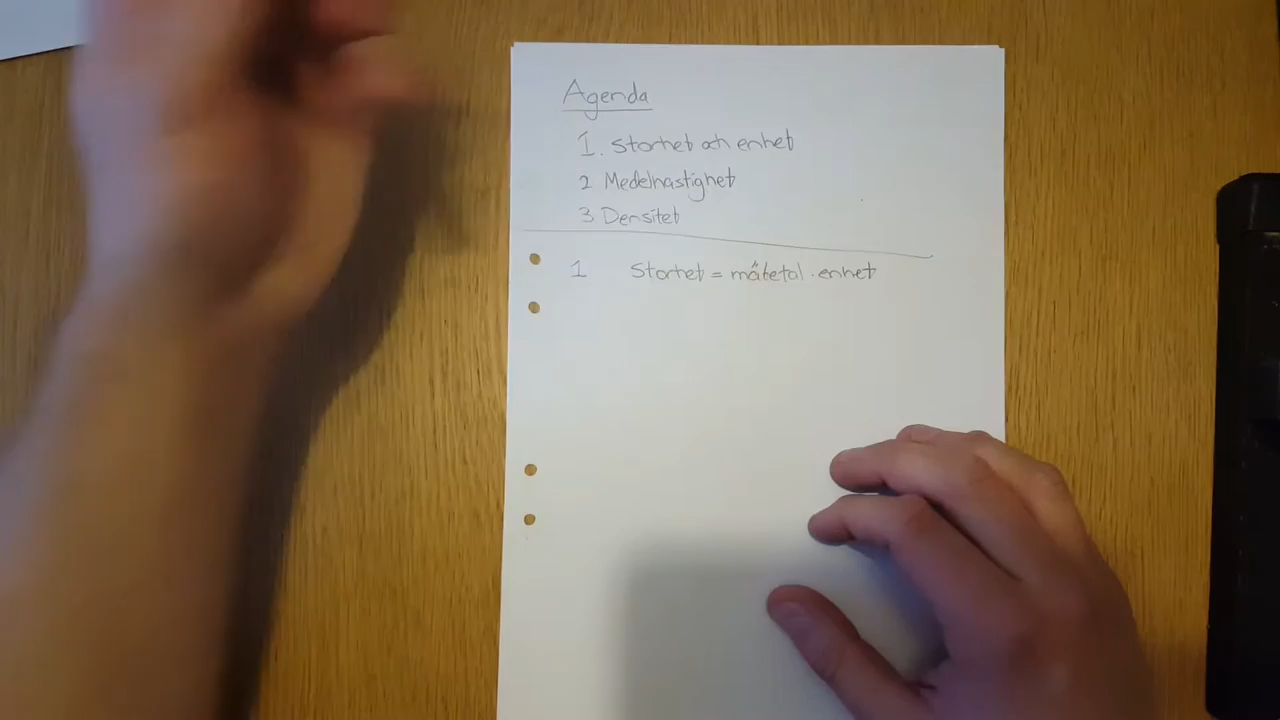 Agenda
1. Storhet och enhet
2 Medelhastighet
3 Densitet
1 Storhet = mätetal · enhet